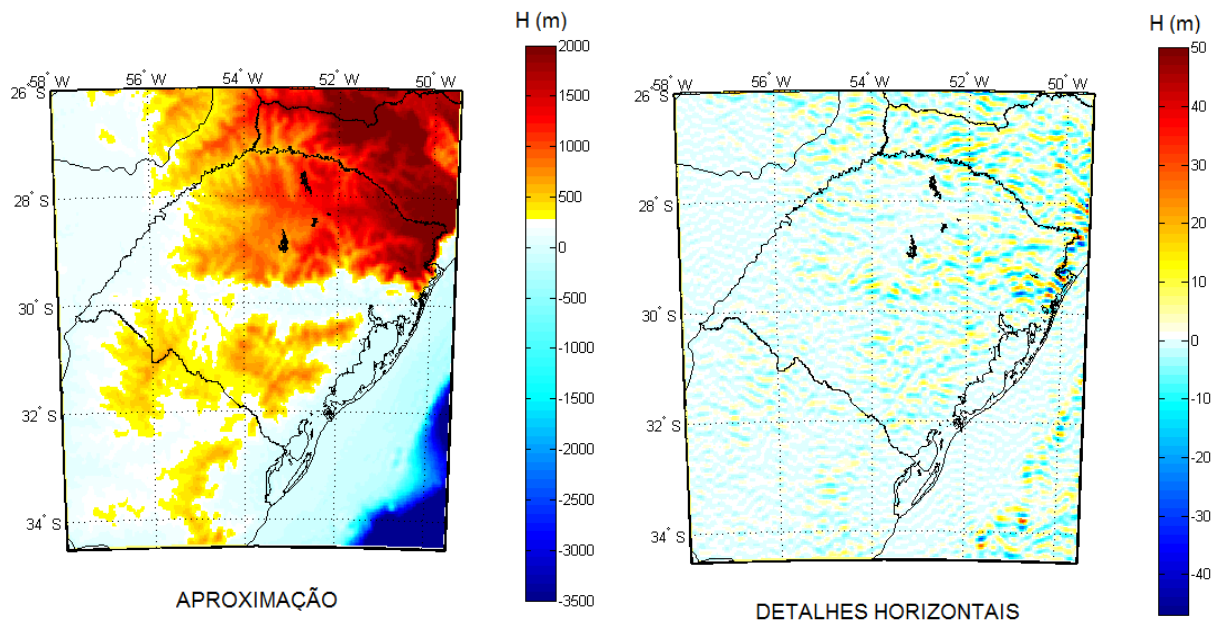 H (m)
58° W
56° W
54° W
52° W
50° W
26° S
28° S
30° S
32° S
34° S
2000
1500
1000
500
0
-500
-1000
-1500
-2000
-2500
-3000
-3500
APROXIMAÇÃO
H (m)
58° W
56° W
54° W
52° W
50° W
26° S
28° S
30° S
32° S
34° S
50
40
30
20
10
0
-10
-20
-30
-40
DETALHES HORIZONTAIS